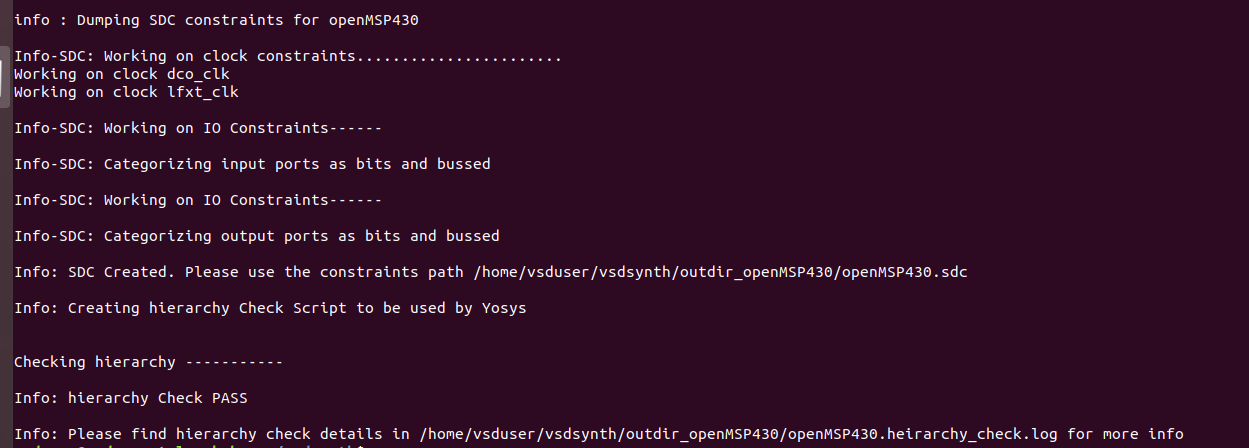 info : Dumping SDC constraints for openMSP430
Info-SDC: Working on clock constraints.......................
Working on clock dco_clk
Working on clock lfxt_clk
Info-SDC: Working on IO Constraints------
Info-SDC: Categorizing input ports as bits and bussed
Info-SDC: Working on IO Constraints------
Info-SDC: Categorizing output ports as bits and bussed
Info: SDC Created. Please use the constraints path /home/vsduser/vsdsynth/outdir_openMSP430/openMSP430.sdc
Info: Creating hierarchy Check Script to be used by Yosys
Checking hierarchy -----------
Info: hierarchy Check PASS
Info: Please find hierarchy check details in /home/vsduser/vsdsynth/outdir_openMSP430/openMSP430.heirarchy_check.log for more info